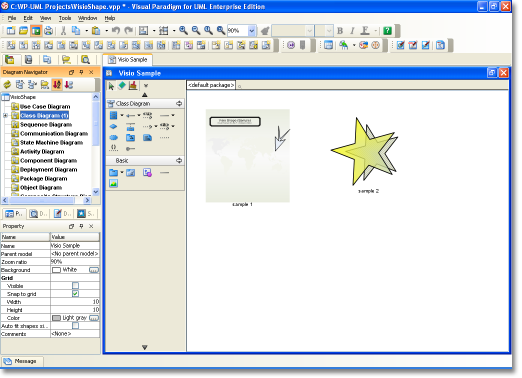 C:\VP-UML Projects\VisioShape.vpp * - Visual Paradigm for UML Enterprise Edition
File Edit View Tools Window Help
90%
Diagram Navigator
Visio Sample
Visio Sample
<default package>
VisioShape
Use Case Diagram
Class Diagram (1)
Sequence Diagram
Communication Diagram
State Machine Diagram
Activity Diagram
Component Diagram
Deployment Diagram
Package Diagram
Object Diagram
Class Diagram
Basic
sample 1
sample 2
P... D... D... S...
Property
Name Value
Name Visio Sample
Parent model <No parent model>
Zoom ratio 90%
Background White
Grid
Visible
Snap to grid
Width 10
Height 10
Color Light gray
Auto fit shapes si...
Comments <None>
Message